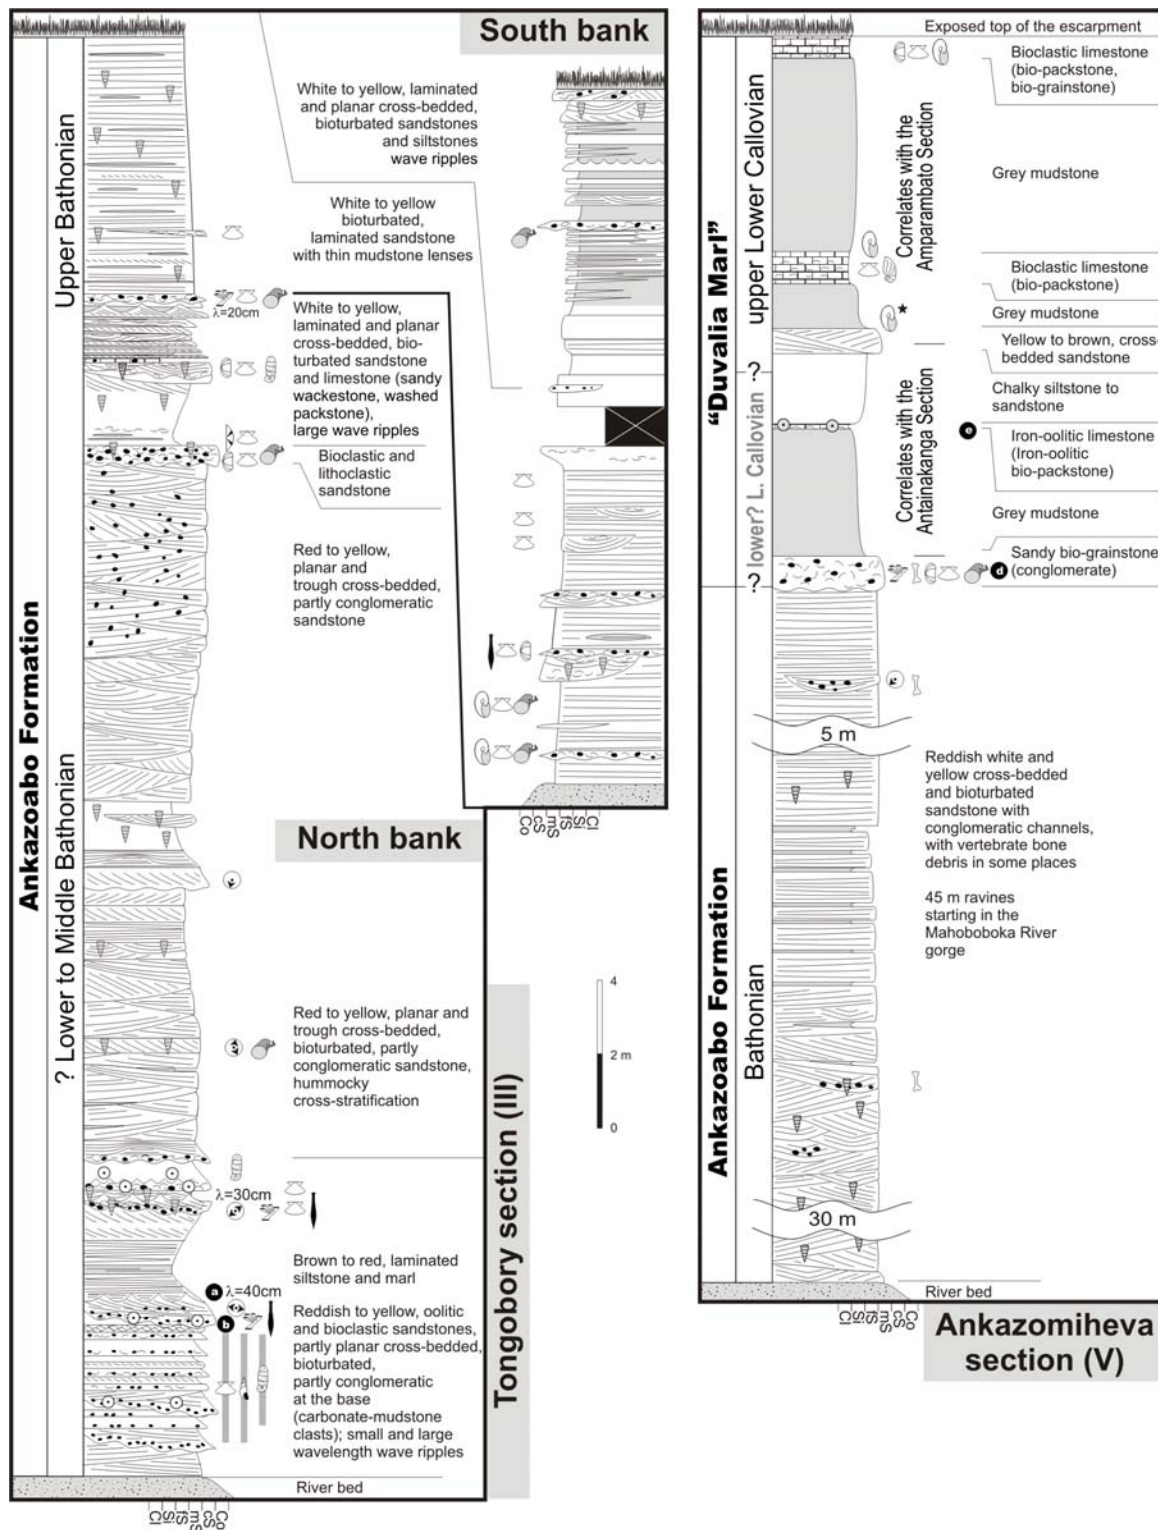 South bank
White to yellow, laminated
and planar cross-bedded,
bioturbated sandstones
and siltstones
wave ripples
White to yellow
bioturbated,
laminated sandstone
with thin mudstone lenses
Upper Bathonian
λ=20cm
White to yellow,
laminated and planar
cross-bedded, bio-
turbated sandstone
and limestone (sandy
wackestone, washed
packstone),
large wave ripples
Bioclastic and
lithoclastic
sandstone
Red to yellow,
planar and
trough cross-bedded,
partly conglomeratic
sandstone
Ankazoabo Formation
? Lower to Middle Bathonian
Co
cS
mS
fS
Si
Cl
North bank
Red to yellow, planar and
trough cross-bedded,
bioturbated, partly
conglomeratic sandstone,
hummocky
cross-stratification
λ=30cm
Brown to red, laminated
siltstone and marl
a
λ=40cm
b
Reddish to yellow, oolitic
and bioclastic sandstones,
partly planar cross-bedded,
bioturbated,
partly conglomeratic
at the base
(carbonate-mudstone
clasts); small and large
wavelength wave ripples
River bed
Cl
Si
fS
mS
cS
Co
Tongobory section (III)
4
2 m
0
Exposed top of the escarpment
Bioclastic limestone
(bio-packstone,
bio-grainstone)
Grey mudstone
Bioclastic limestone
(bio-packstone)
Grey mudstone
Yellow to brown, cross-
bedded sandstone
Chalky siltstone to
sandstone
e
Iron-oolitic limestone
(Iron-oolitic
bio-packstone)
Grey mudstone
Sandy bio-grainstone
d
(conglomerate)
Correlates with the
Amparambato Section
Correlates with the
Antainakanga Section
"Duvalia Marl"
upper Lower Callovian
?
lower? L. Callovian
?
5 m
Reddish white and
yellow cross-bedded
and bioturbated
sandstone with
conglomeratic channels,
with vertebrate bone
debris in some places
45 m ravines
starting in the
Mahoboboka River
gorge
Ankazoabo Formation
Bathonian
30 m
River bed
Cl
Si
fS
mS
cS
Co
Ankazomiheva
section (V)